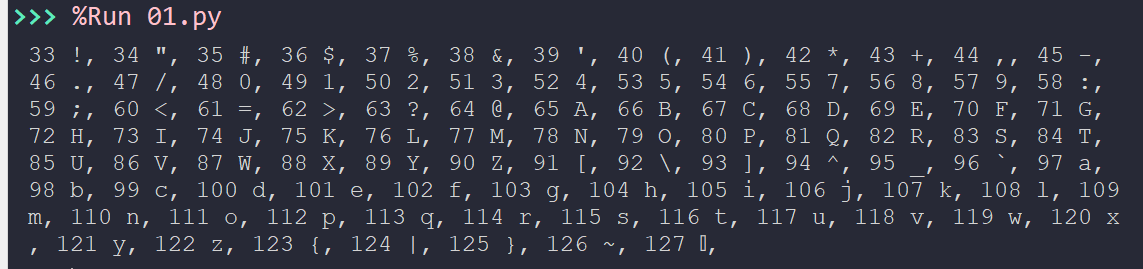 >>> %Run 01.py
33 !, 34 ", 35 #, 36 $, 37 %, 38 &, 39 ', 40 (, 41 ), 42 *, 43 +, 44 ,, 45 -,
46 ., 47 /, 48 0, 49 1, 50 2, 51 3, 52 4, 53 5, 54 6, 55 7, 56 8, 57 9, 58 :,
59 ;, 60 <, 61 =, 62 >, 63 ?, 64 @, 65 A, 66 B, 67 C, 68 D, 69 E, 70 F, 71 G,
72 H, 73 I, 74 J, 75 K, 76 L, 77 M, 78 N, 79 O, 80 P, 81 Q, 82 R, 83 S, 84 T,
85 U, 86 V, 87 W, 88 X, 89 Y, 90 Z, 91 [, 92 \, 93 ], 94 ^, 95 _, 96 `, 97 a,
98 b, 99 c, 100 d, 101 e, 102 f, 103 g, 104 h, 105 i, 106 j, 107 k, 108 l, 109
m, 110 n, 111 o, 112 p, 113 q, 114 r, 115 s, 116 t, 117 u, 118 v, 119 w, 120 x
, 121 y, 122 z, 123 {, 124 |, 125 }, 126 ~, 127 ▯,